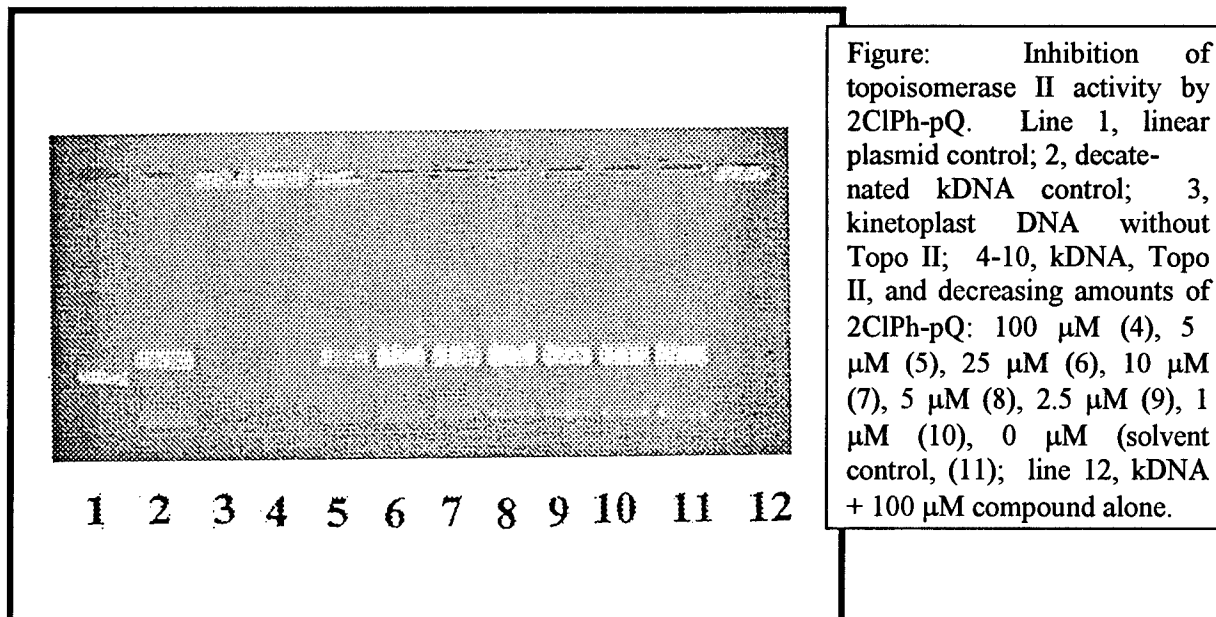 Figure: Inhibition of
topoisomerase II activity by
2ClPh-pQ. Line 1, linear
plasmid control; 2, decate-
nated kDNA control; 3,
kinetoplast DNA without
Topo II; 4-10, kDNA, Topo
II, and decreasing amounts of
2ClPh-pQ: 100 μM (4), 5
μM (5), 25 μM (6), 10 μM
(7), 5 μM (8), 2.5 μM (9), 1
μM (10), 0 μM (solvent
control, (11); line 12, kDNA
+ 100 μM compound alone.
1 2 3 4 5 6 7 8 9 10 11 12